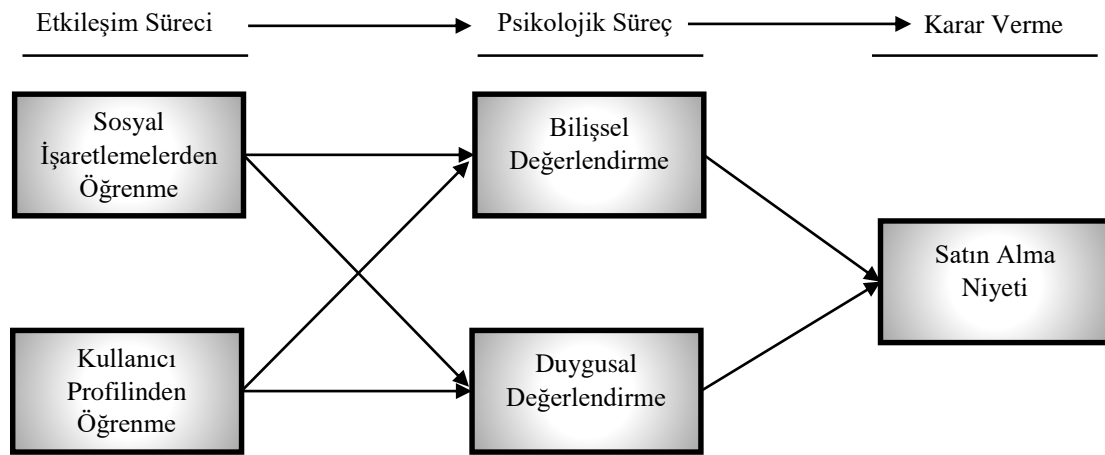 Etkileşim Süreci
Psikolojik Süreç
Karar Verme
Sosyal
İşaretlemelerden
Öğrenme
Bilişsel
Değerlendirme
Satın Alma
Niyeti
Kullanıcı
Profilinden
Öğrenme
Duygusal
Değerlendirme